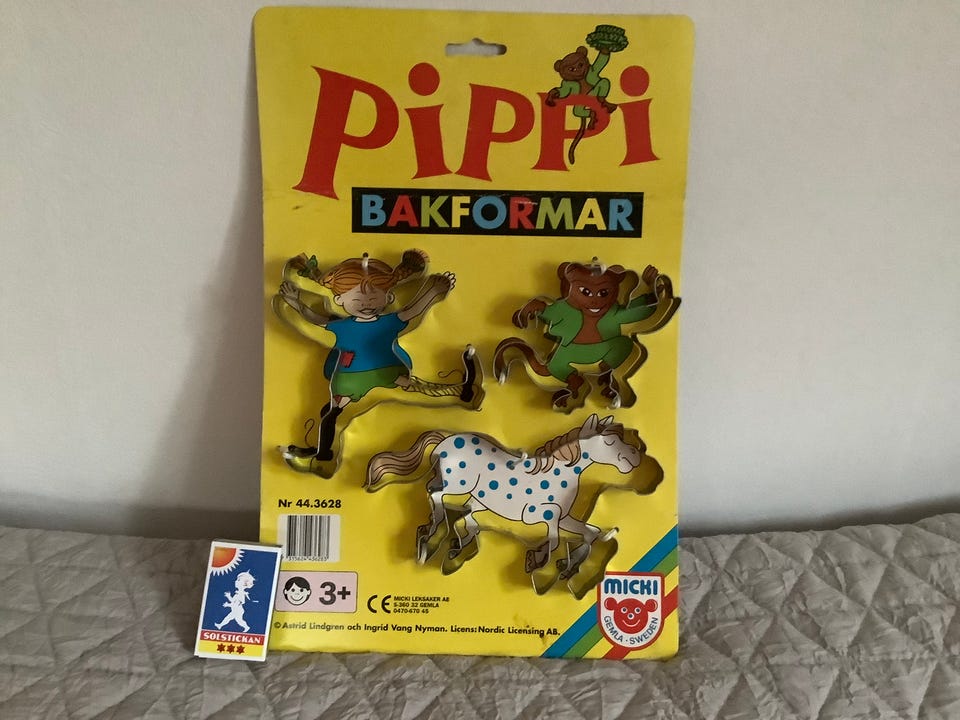 PiPPi
BAKFORMAR
Nr 44.3628
3+
CE MICKI LEKSAKER AB
S-360 32 GEMLA
0470-670 45
© Astrid Lindgren och Ingrid Vang Nyman. Licens: Nordic Licensing AB.
MICKI
GEMLA · SWEDEN
SOLSTICKAN